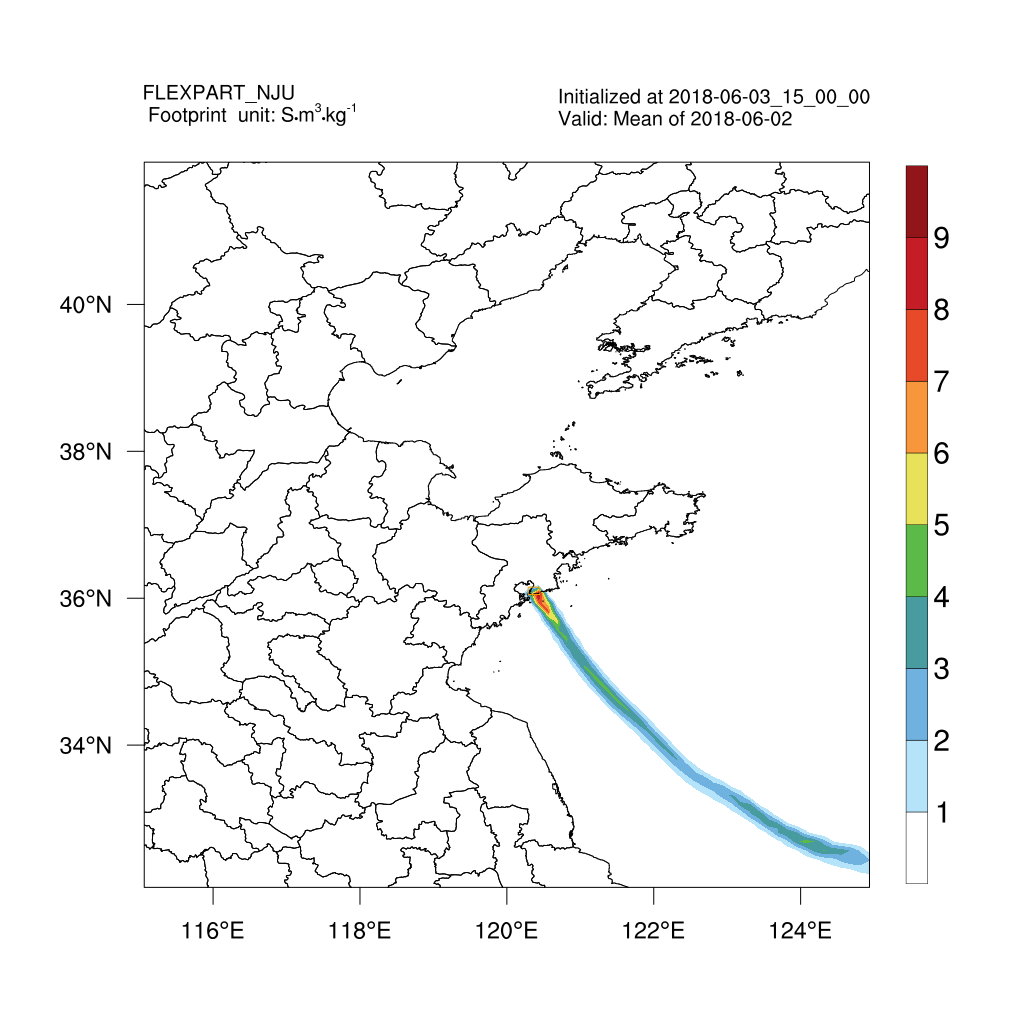 FLEXPART_NJU
Footprint unit: S•m³•kg⁻¹
Initialized at 2018-06-03_15_00_00
Valid: Mean of 2018-06-02
40°N
38°N
36°N
34°N
116°E
118°E
120°E
122°E
124°E
9
8
7
6
5
4
3
2
1